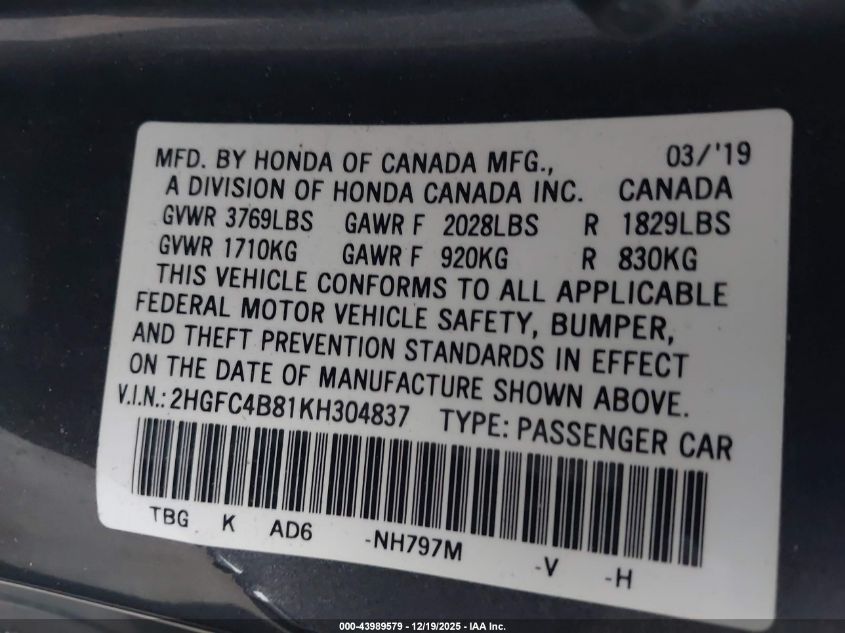 MFD. BY HONDA OF CANADA MFG., 03/'19
A DIVISION OF HONDA CANADA INC. CANADA
GVWR 3769LBS GAWR F 2028LBS R 1829LBS
GVWR 1710KG GAWR F 920KG R 830KG
THIS VEHICLE CONFORMS TO ALL APPLICABLE
FEDERAL MOTOR VEHICLE SAFETY, BUMPER,
AND THEFT PREVENTION STANDARDS IN EFFECT
ON THE DATE OF MANUFACTURE SHOWN ABOVE.
V.I.N.: 2HGFC4B81KH304837 TYPE: PASSENGER CAR
TBG K AD6 -NH797M -V -H
000-43989579 — 12/19/2025 - IAA Inc.